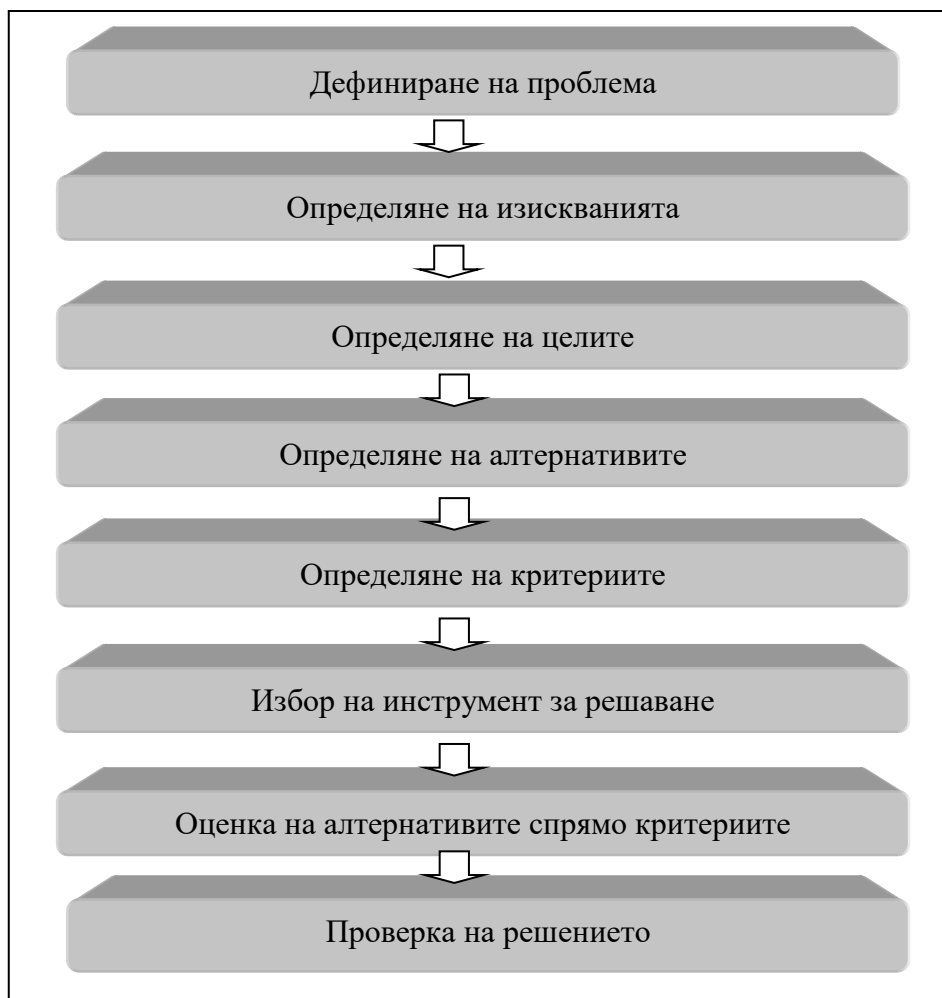 Дефиниране на проблема
Определяне на изискванията
Определяне на целите
Определяне на алтернативите
Определяне на критериите
Избор на инструмент за решаване
Оценка на алтернативите спрямо критериите
Проверка на решението